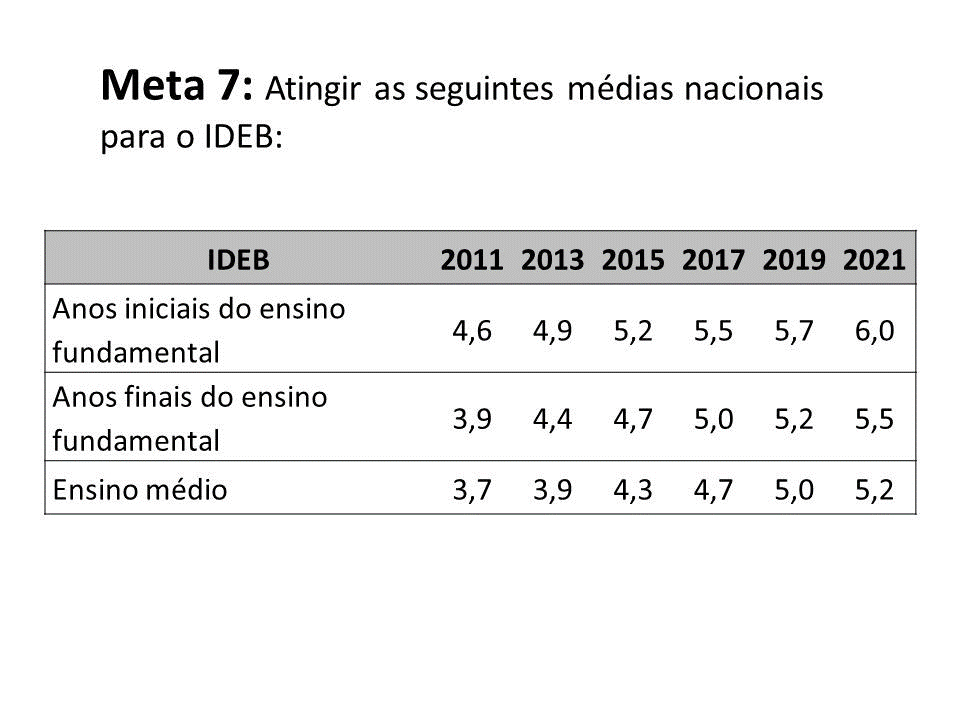 Meta 7: Atingir as seguintes médias nacionais
para o IDEB:
IDEB 2011 2013 2015 2017 2019 2021
Anos iniciais do ensino
fundamental 4,6 4,9 5,2 5,5 5,7 6,0
Anos finais do ensino
fundamental 3,9 4,4 4,7 5,0 5,2 5,5
Ensino médio 3,7 3,9 4,3 4,7 5,0 5,2